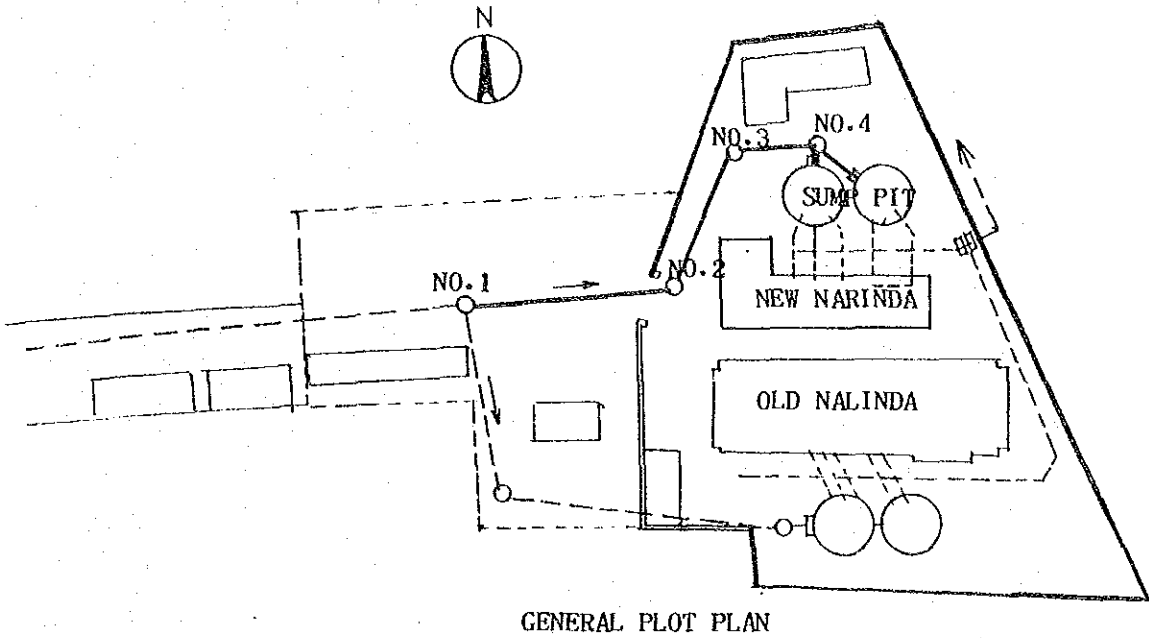 N
NO.3
NO.4
SUMP PIT
NO.1
NO.2
NEW NARINDA
OLD NALINDA
GENERAL PLOT PLAN